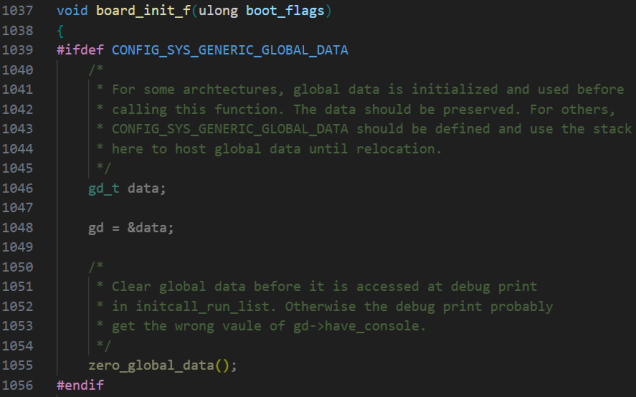 1037 void board_init_f(ulong boot_flags)
1038 {
1039 #ifdef CONFIG_SYS_GENERIC_GLOBAL_DATA
1040 /*
1041 * For some archtectures, global data is initialized and used before
1042 * calling this function. The data should be preserved. For others,
1043 * CONFIG_SYS_GENERIC_GLOBAL_DATA should be defined and use the stack
1044 * here to host global data until relocation.
1045 */
1046 gd_t data;
1047
1048 gd = &data;
1049
1050 /*
1051 * Clear global data before it is accessed at debug print
1052 * in initcall_run_list. Otherwise the debug print probably
1053 * get the wrong vaule of gd->have_console.
1054 */
1055 zero_global_data();
1056 #endif